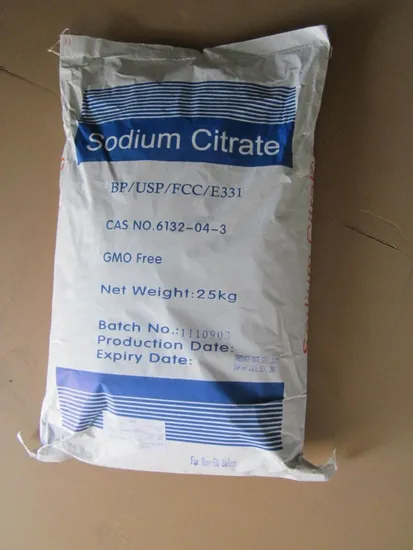 Sodium Citrate
BP/USP/FCC/E331
CAS NO.6132-04-3
GMO Free
Net Weight:25kg
Batch No.:1110903
Production Date:
Expiry Date: